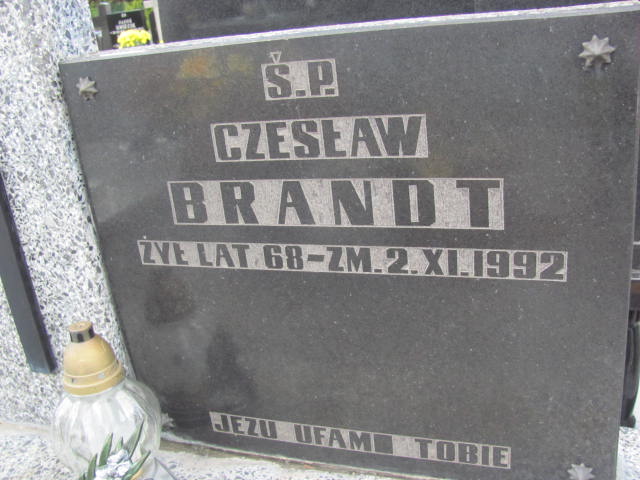 Ś.P.
CZESŁAW
BRANDT
ŻYŁ LAT 68-ZM.2.XI.1992
JEZU UFAM TOBIE